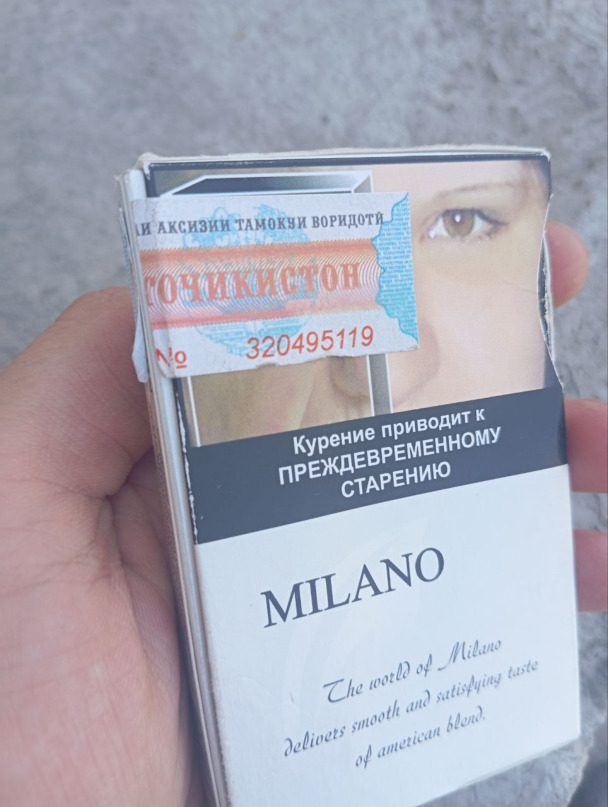 АКСИЗИИ ТАМОКУИ ВОРИДОТӢ
ТОҶИКИСТОН
№ 320495119
Курение приводит к
ПРЕЖДЕВРЕМЕННОМУ
СТАРЕНИЮ
MILANO
The world of Milano
delivers smooth and satisfying taste
of american blend.